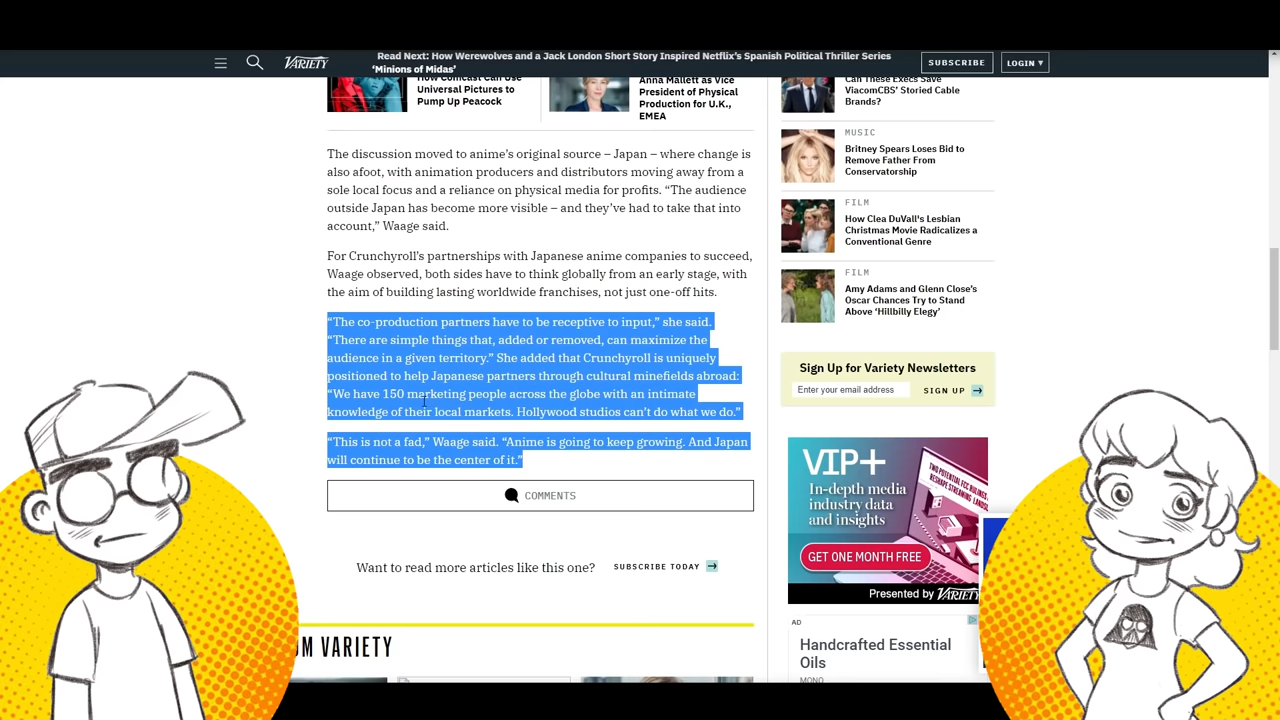 Read Next: How Werewolves and a Jack London Short Story Inspired Netflix's Spanish Political Thriller Series
'Minions of Midas'
VARIETY
SUBSCRIBE
LOGIN ▾
How Comcast Can Use
Universal Pictures to
Pump Up Peacock
Anna Mallett as Vice
President of Physical
Production for U.K.,
EMEA
The discussion moved to anime's original source – Japan – where change is
also afoot, with animation producers and distributors moving away from a
sole local focus and a reliance on physical media for profits. “The audience
outside Japan has become more visible – and they've had to take that into
account,” Waage said.
For Crunchyroll's partnerships with Japanese anime companies to succeed,
Waage observed, both sides have to think globally from an early stage, with
the aim of building lasting worldwide franchises, not just one-off hits.
“The co-production partners have to be receptive to input,” she said.
“There are simple things that, added or removed, can maximize the
audience in a given territory.” She added that Crunchyroll is uniquely
positioned to help Japanese partners through cultural minefields abroad:
“We have 150 marketing people across the globe with an intimate
knowledge of their local markets. Hollywood studios can't do what we do.”
“This is not a fad,” Waage said. “Anime is going to keep growing. And Japan
will continue to be the center of it.”
COMMENTS
Want to read more articles like this one?
SUBSCRIBE TODAY
OM VARIETY
Can These Execs Save
ViacomCBS' Storied Cable
Brands?
MUSIC
Britney Spears Loses Bid to
Remove Father From
Conservatorship
FILM
How Clea DuVall's Lesbian
Christmas Movie Radicalizes a
Conventional Genre
FILM
Amy Adams and Glenn Close's
Oscar Chances Try to Stand
Above 'Hillbilly Elegy'
Sign Up for Variety Newsletters
Enter your email address
SIGN UP
VIP+
In-depth media
industry data
and insights
TWO POTENTIAL FCC RULINGS
RESHAPE STREAMING
GET ONE MONTH FREE
Presented by VARIETY
AD
Handcrafted Essential
Oils
MONQ